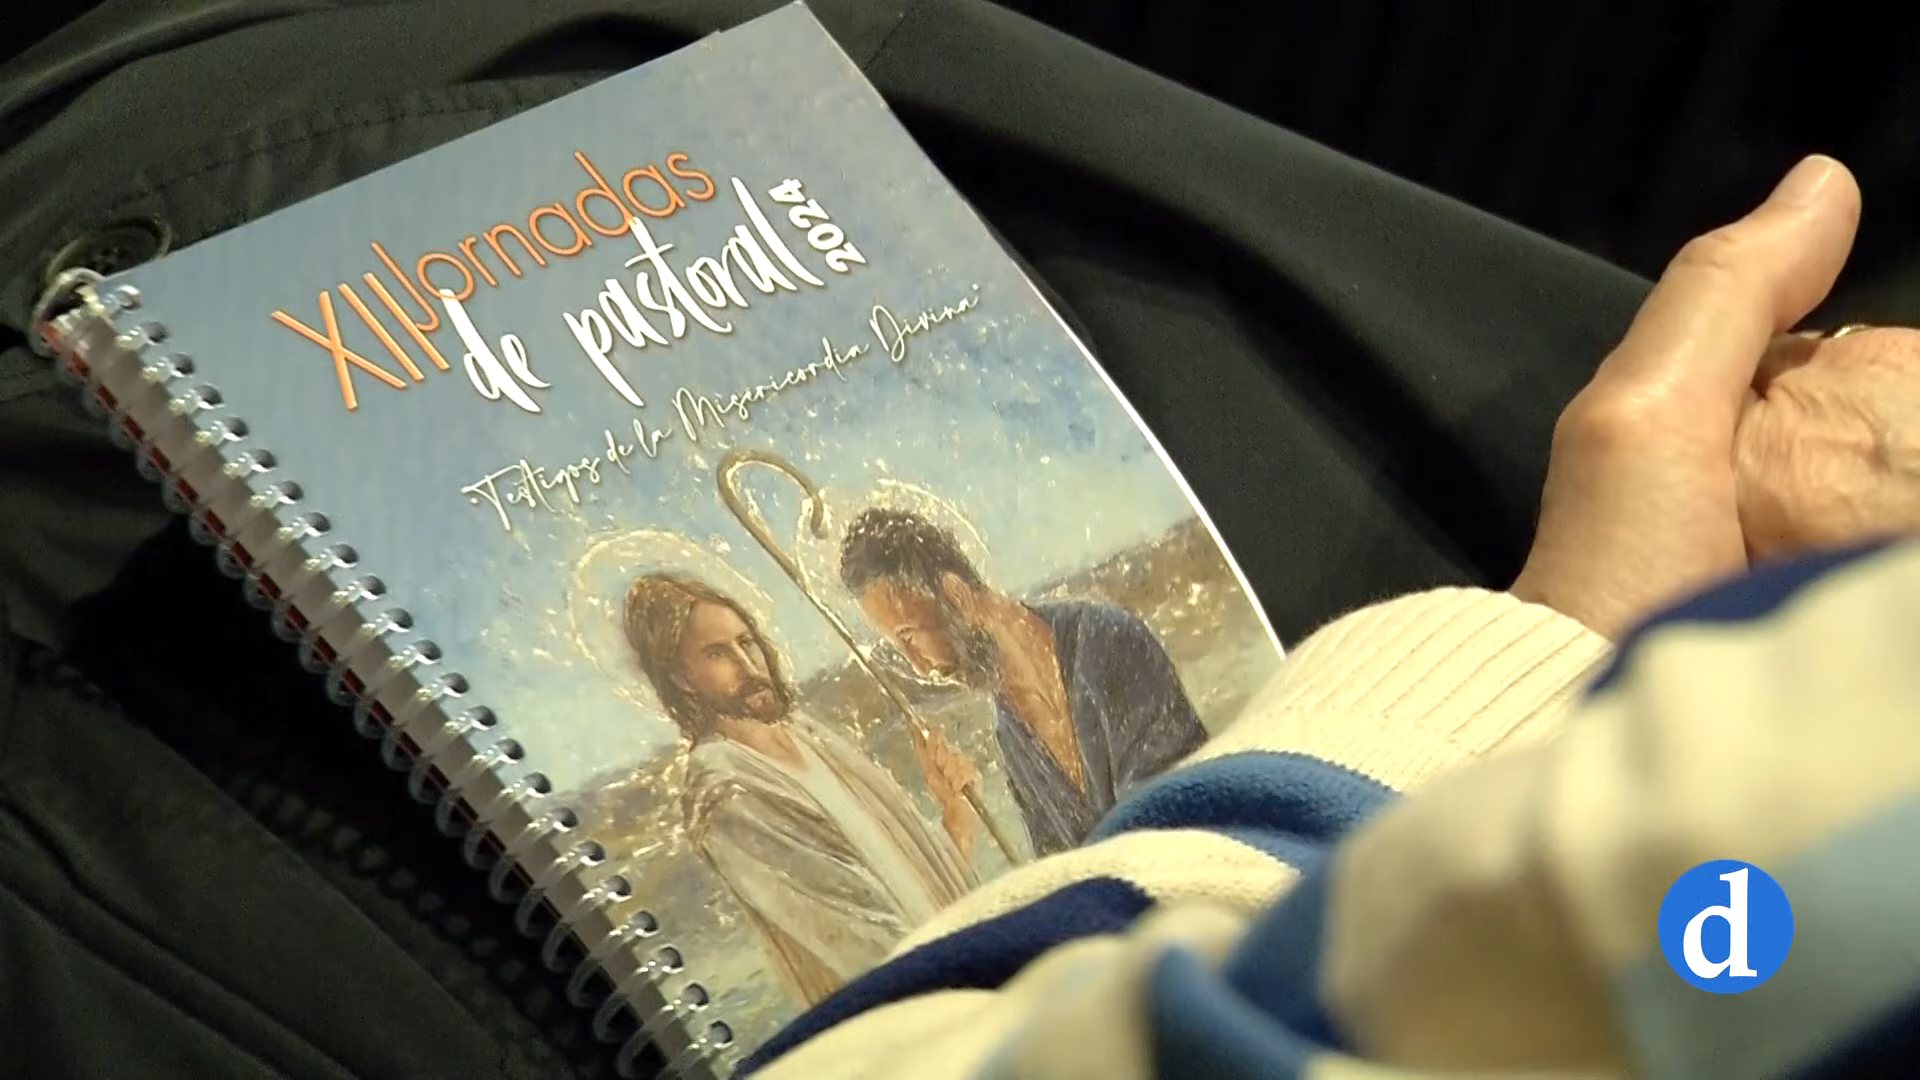 XII Jornadas
de pastoral 2024
"Testigos de la Misericordia Divina"
d